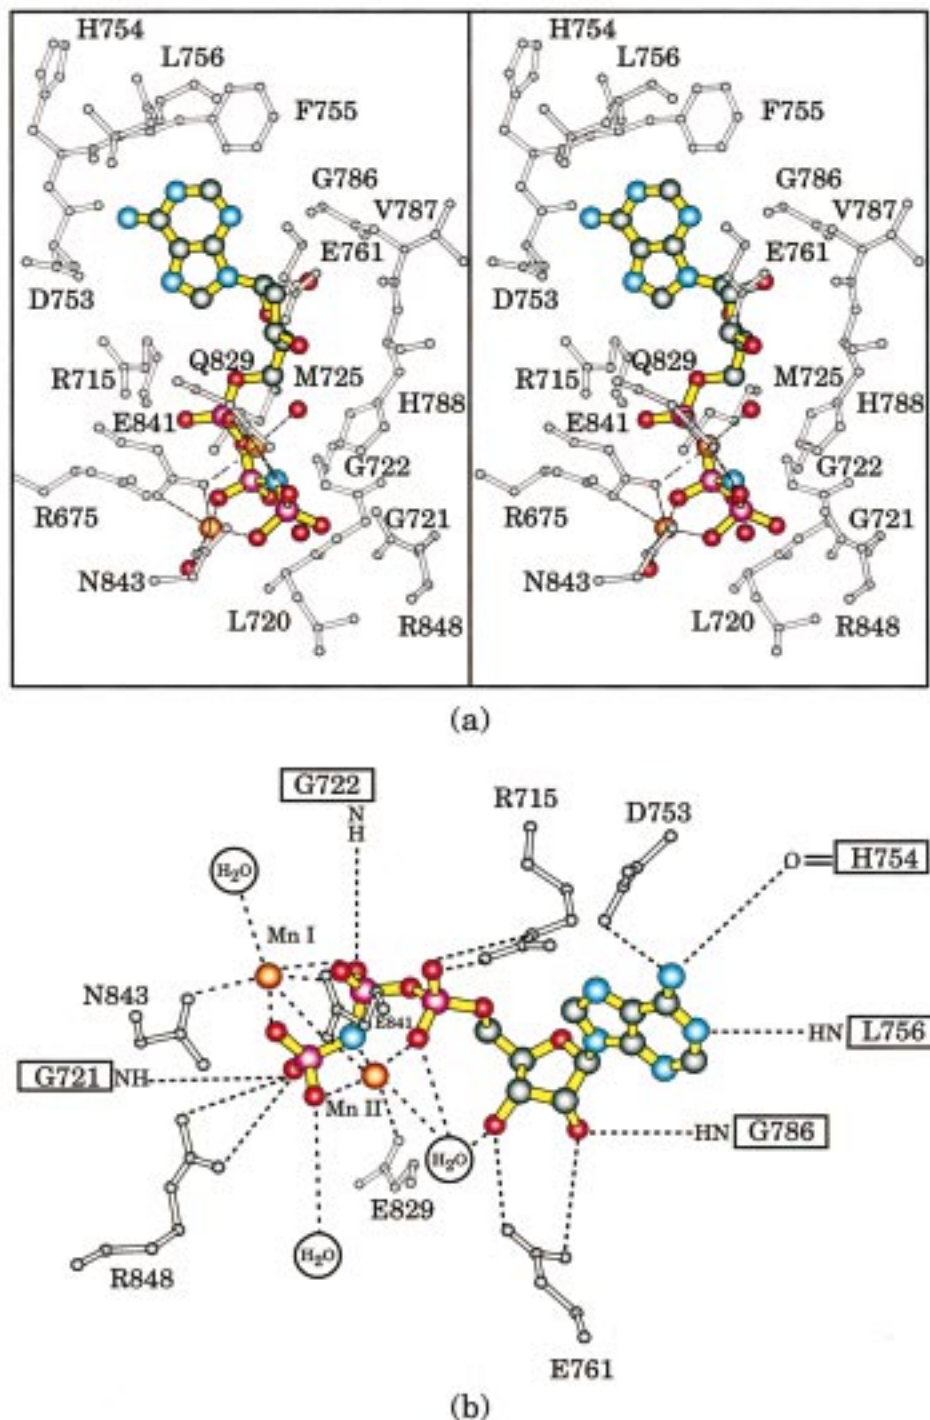 H754 H754
L756 L756
F755 F755
G786 G786
V787 V787
E761 E761
D753 D753
Q829 Q829
R715 M725 R715 M725
E841 H788 E841 H788
G722 G722
R675 G721 R675 G721
N843 N843
L720 R848 L720 R848
(a)
G722 R715 D753
N
H
O H754
H₂O
Mn I
N843
E841
HN L756
G721 NH
Mn II
HN G786
H₂O
E829
H₂O
R848
E761
(b)